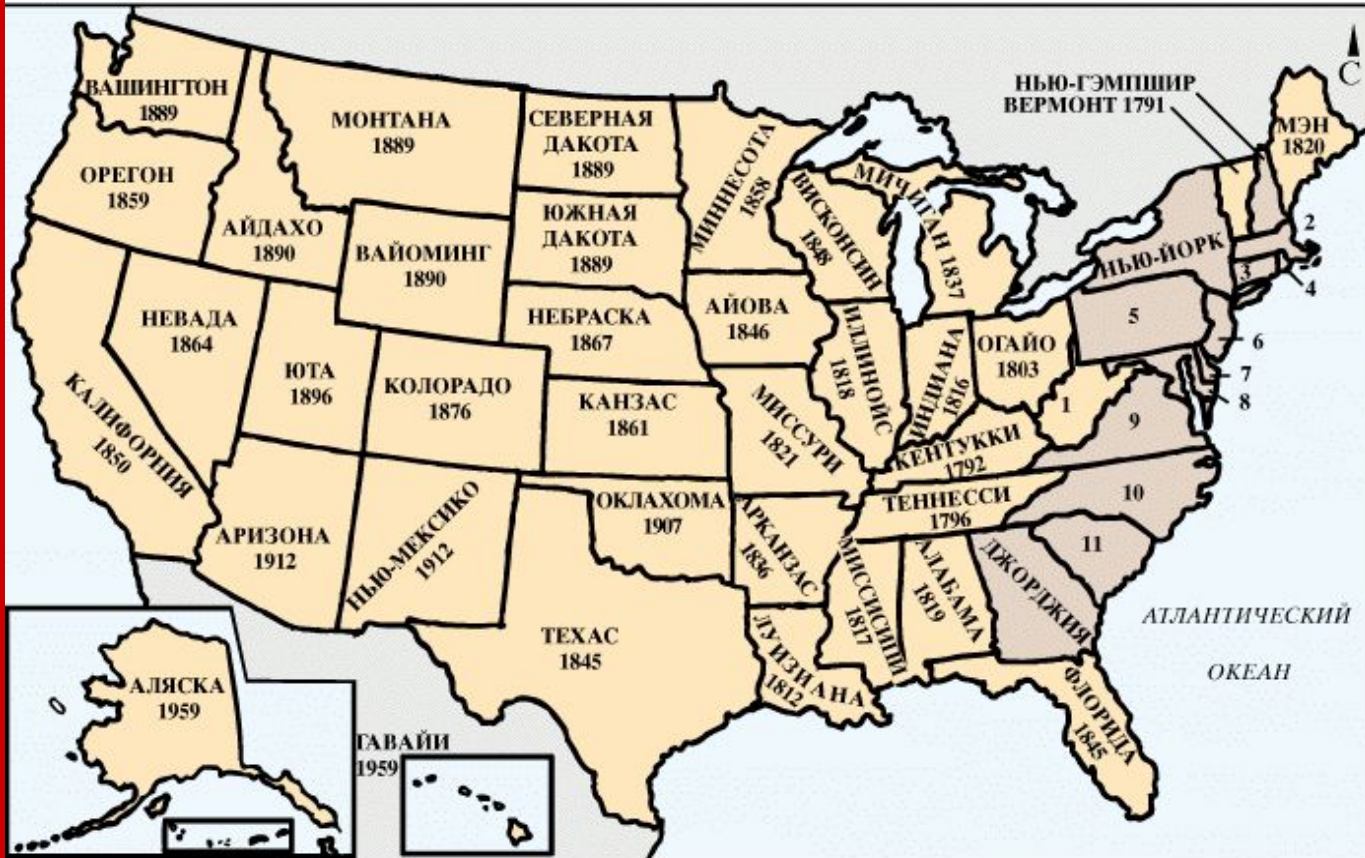 С
НЬЮ-ГЭМПШИР
ВЕРМОНТ 1791
МЭН
1820
ВАШИНГТОН
1889
МОНТАНА
1889
СЕВЕРНАЯ
ДАКОТА
1889
МИННЕСОТА
1858
ОРЕГОН
1859
АЙДАХО
1890
ВАЙОМИНГ
1890
ЮЖНАЯ
ДАКОТА
1889
ВИСКОНСИН
1848
МИЧИГАН 1837
НЬЮ-ЙОРК
2
3
4
НЕВАДА
1864
ЮТА
1896
КОЛОРАДО
1876
НЕБРАСКА
1867
АЙОВА
1846
ИЛЛИНОЙС
1818
ИНДИАНА
1816
ОГАЙО
1803
5
6
7
8
КАЛИФОРНИЯ
1850
КАНЗАС
1861
МИССУРИ
1821
КЕНТУККИ
1792
1
9
АРИЗОНА
1912
НЬЮ-МЕКСИКО
1912
ОКЛАХОМА
1907
АРКАНЗАС
1836
ТЕННЕССИ
1796
10
11
ТЕХАС
1845
ЛУИЗИАНА
1812
МИССИСИПИ
1817
АЛАБАМА
1819
ДЖОРДЖИЯ
ФЛОРИДА
1845
АТЛАНТИЧЕСКИЙ
ОКЕАН
АЛЯСКА
1959
ГАВАЙИ
1959